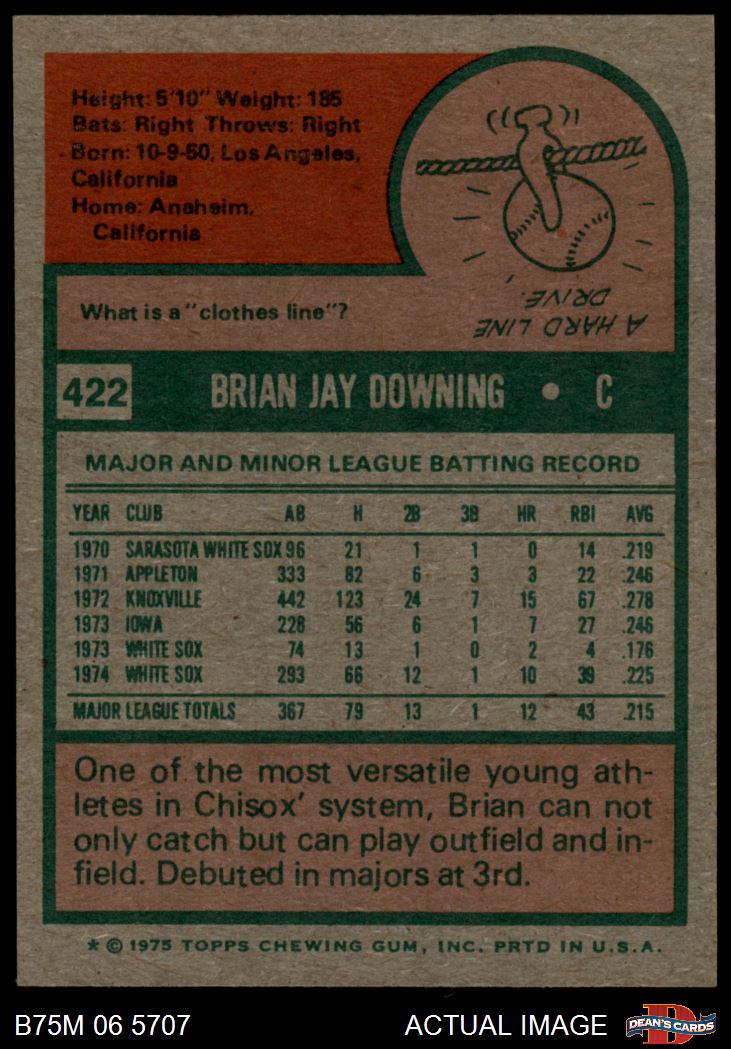 Height: 5'10" Weight: 185
Bats: Right Throws: Right
Born: 10-9-50, Los Angeles,
California
Home: Anaheim,
California
What is a "clothes line"?
A HARD LINE
DRIVE.
422 BRIAN JAY DOWNING • C
MAJOR AND MINOR LEAGUE BATTING RECORD
YEAR CLUB AB H 2B 3B HR RBI AVG
1970 SARASOTA WHITE SOX 96 21 1 1 0 14 .219
1971 APPLETON 333 82 6 3 3 22 .246
1972 KNOXVILLE 442 123 24 7 15 67 .278
1973 IOWA 228 56 6 1 7 27 .246
1973 WHITE SOX 74 13 1 0 2 4 .176
1974 WHITE SOX 293 66 12 1 10 39 .225
MAJOR LEAGUE TOTALS 367 79 13 1 12 43 .215
One of the most versatile young ath-
letes in Chisox' system, Brian can not
only catch but can play outfield and in-
field. Debuted in majors at 3rd.
* © 1975 TOPPS CHEWING GUM, INC. PRTD IN U.S.A.
B75M 06 5707 ACTUAL IMAGE DEAN'S CARDS